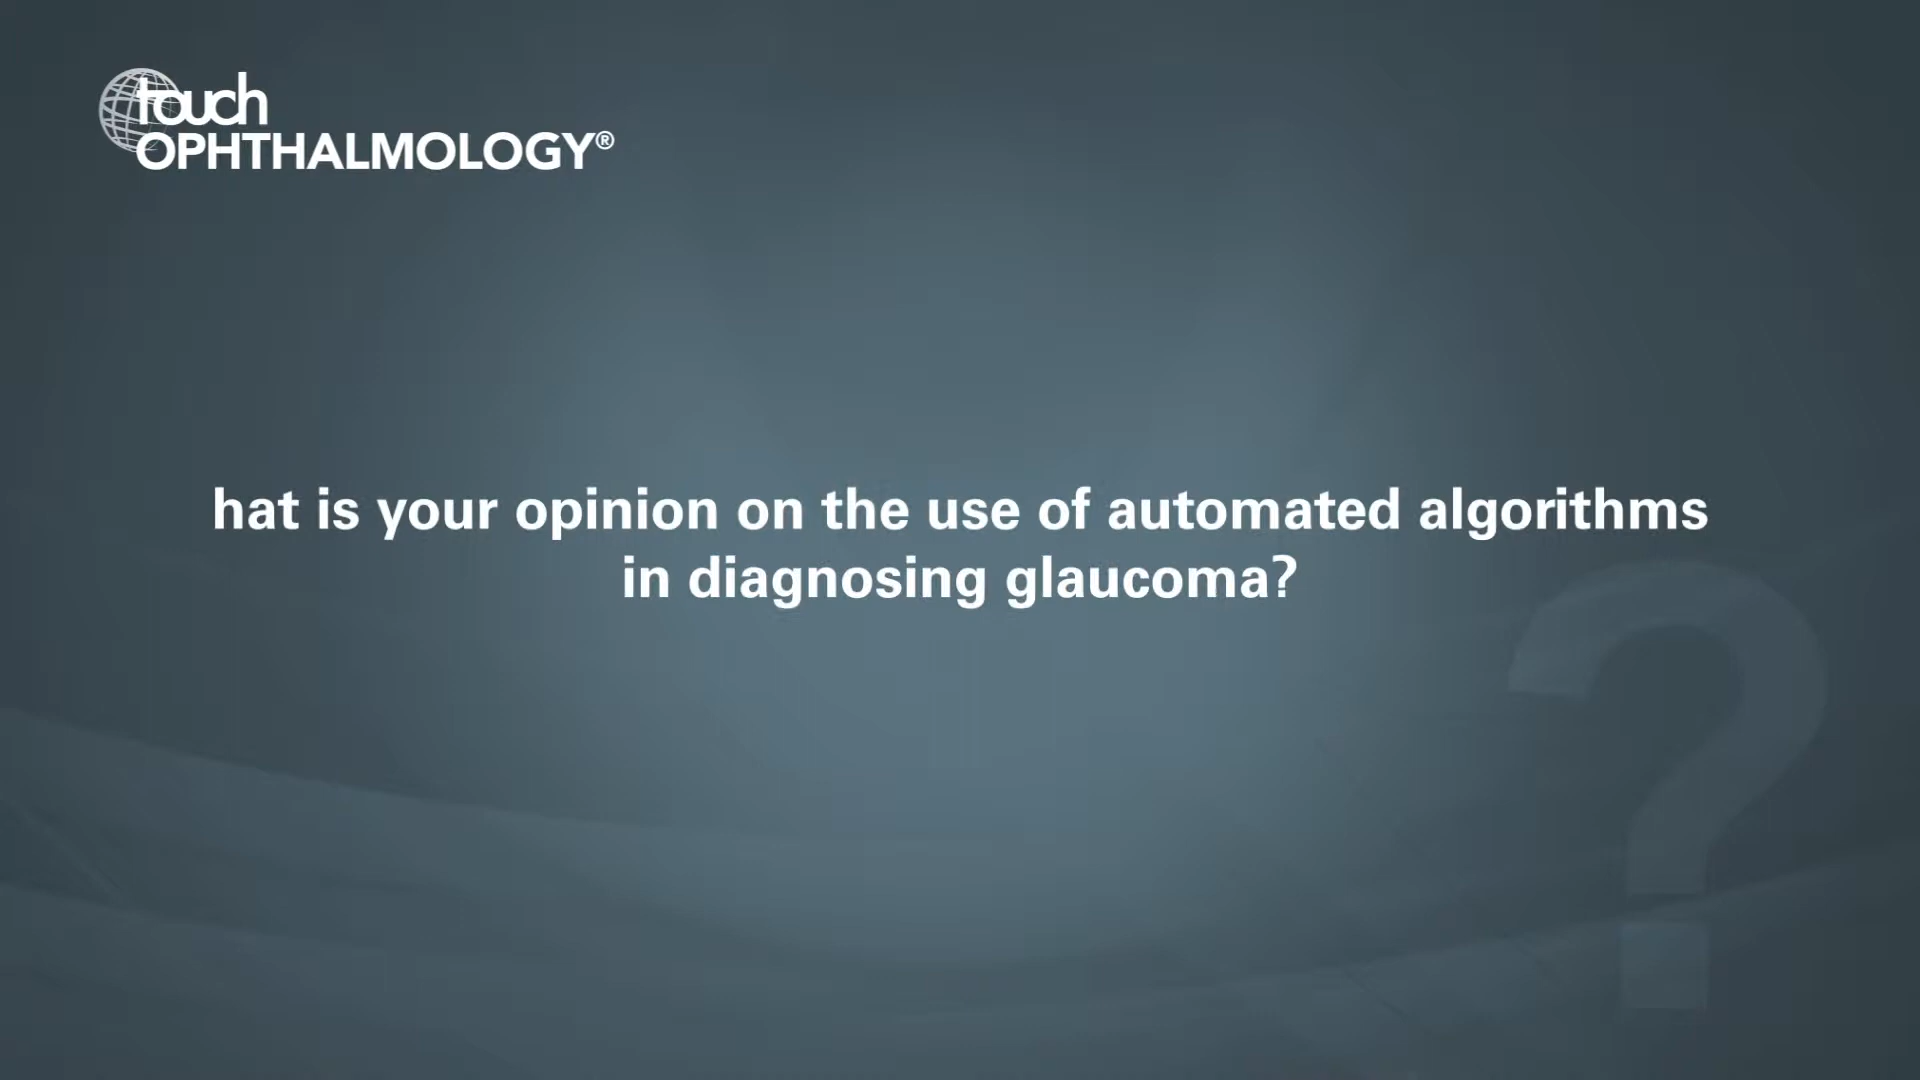 touch
OPHTHALMOLOGY®
hat is your opinion on the use of automated algorithms
in diagnosing glaucoma?
?